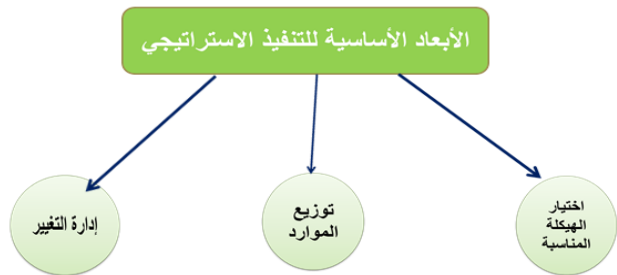 الأبعاد الأساسية للتنفيذ الاستراتيجي
اختيار
الهيكلة
المناسبة
توزيع
الموارد
إدارة التغيير